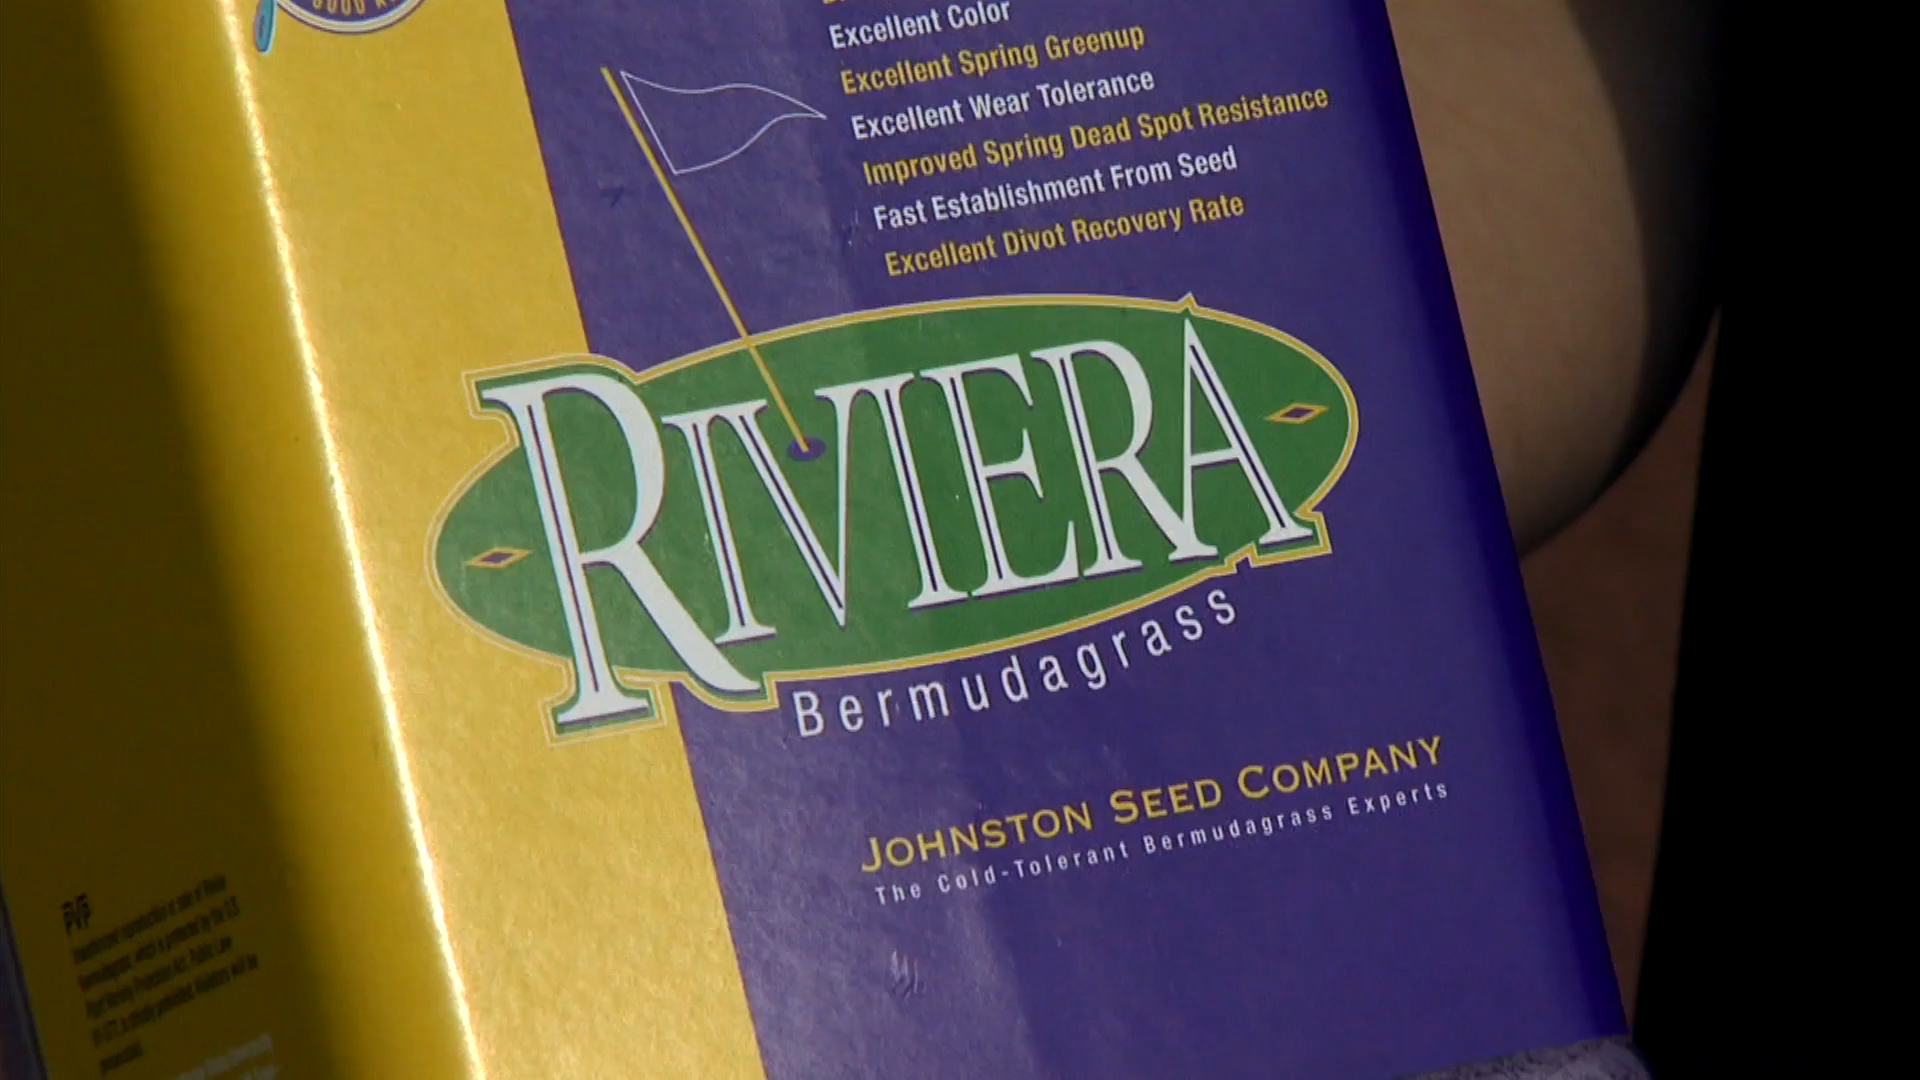 Excellent Color
Excellent Spring Greenup
Excellent Wear Tolerance
Improved Spring Dead Spot Resistance
Fast Establishment From Seed
Excellent Divot Recovery Rate
RIVIERA
Bermudagrass
JOHNSTON SEED COMPANY
The Cold-Tolerant Bermudagrass Experts
PVP